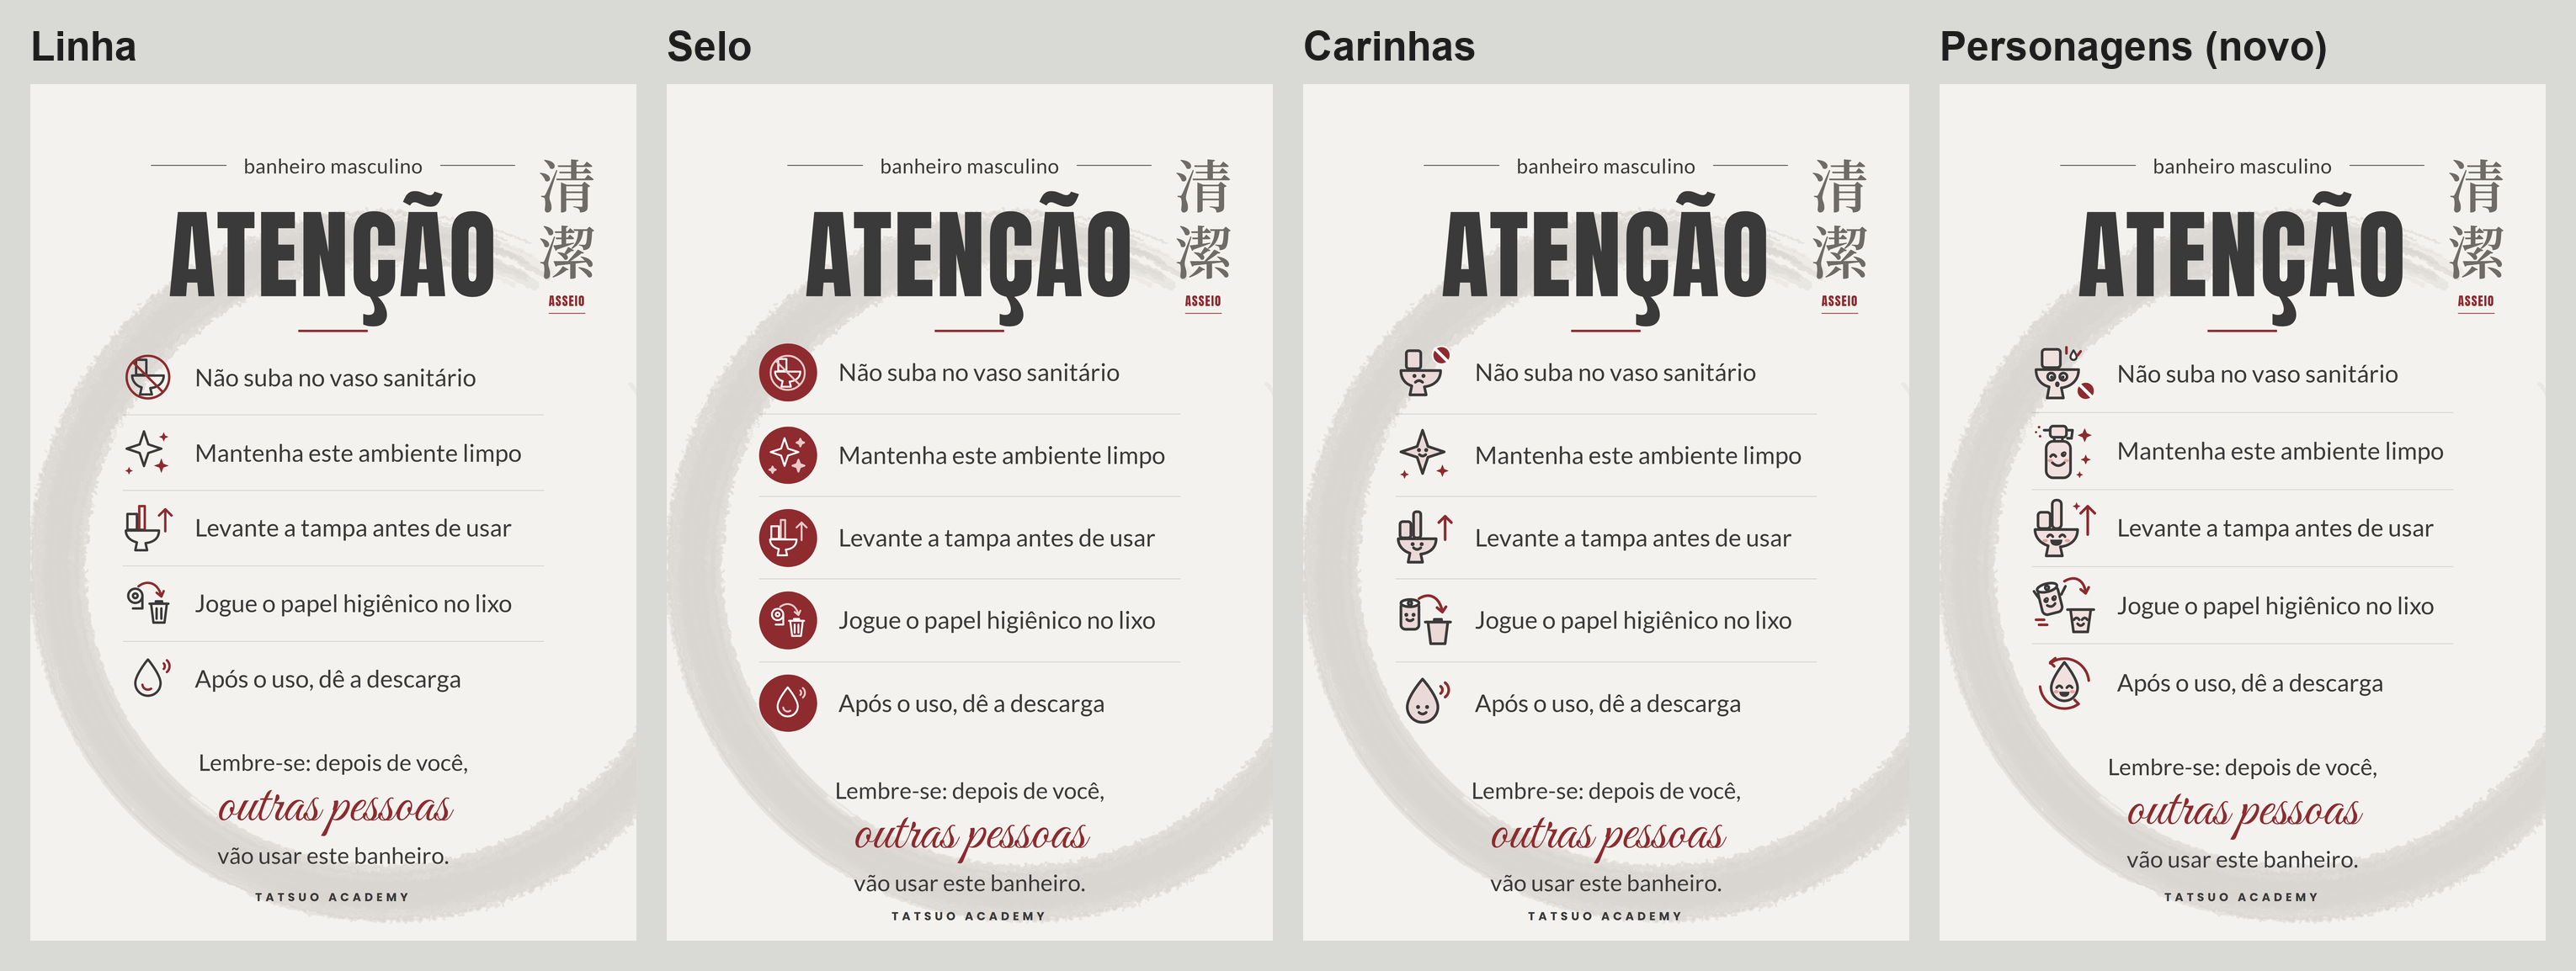 Linha
banheiro masculino
ATENÇÃO
清潔
ASSEIO
Não suba no vaso sanitário
Mantenha este ambiente limpo
Levante a tampa antes de usar
Jogue o papel higiênico no lixo
Após o uso, dê a descarga
Lembre-se: depois de você,
outras pessoas
vão usar este banheiro.
TATSUO ACADEMY
Selo
banheiro masculino
ATENÇÃO
清潔
ASSEIO
Não suba no vaso sanitário
Mantenha este ambiente limpo
Levante a tampa antes de usar
Jogue o papel higiênico no lixo
Após o uso, dê a descarga
Lembre-se: depois de você,
outras pessoas
vão usar este banheiro.
TATSUO ACADEMY
Carinhas
banheiro masculino
ATENÇÃO
清潔
ASSEIO
Não suba no vaso sanitário
Mantenha este ambiente limpo
Levante a tampa antes de usar
Jogue o papel higiênico no lixo
Após o uso, dê a descarga
Lembre-se: depois de você,
outras pessoas
vão usar este banheiro.
TATSUO ACADEMY
Personagens (novo)
banheiro masculino
ATENÇÃO
清潔
ASSEIO
Não suba no vaso sanitário
Mantenha este ambiente limpo
Levante a tampa antes de usar
Jogue o papel higiênico no lixo
Após o uso, dê a descarga
Lembre-se: depois de você,
outras pessoas
vão usar este banheiro.
TATSUO ACADEMY